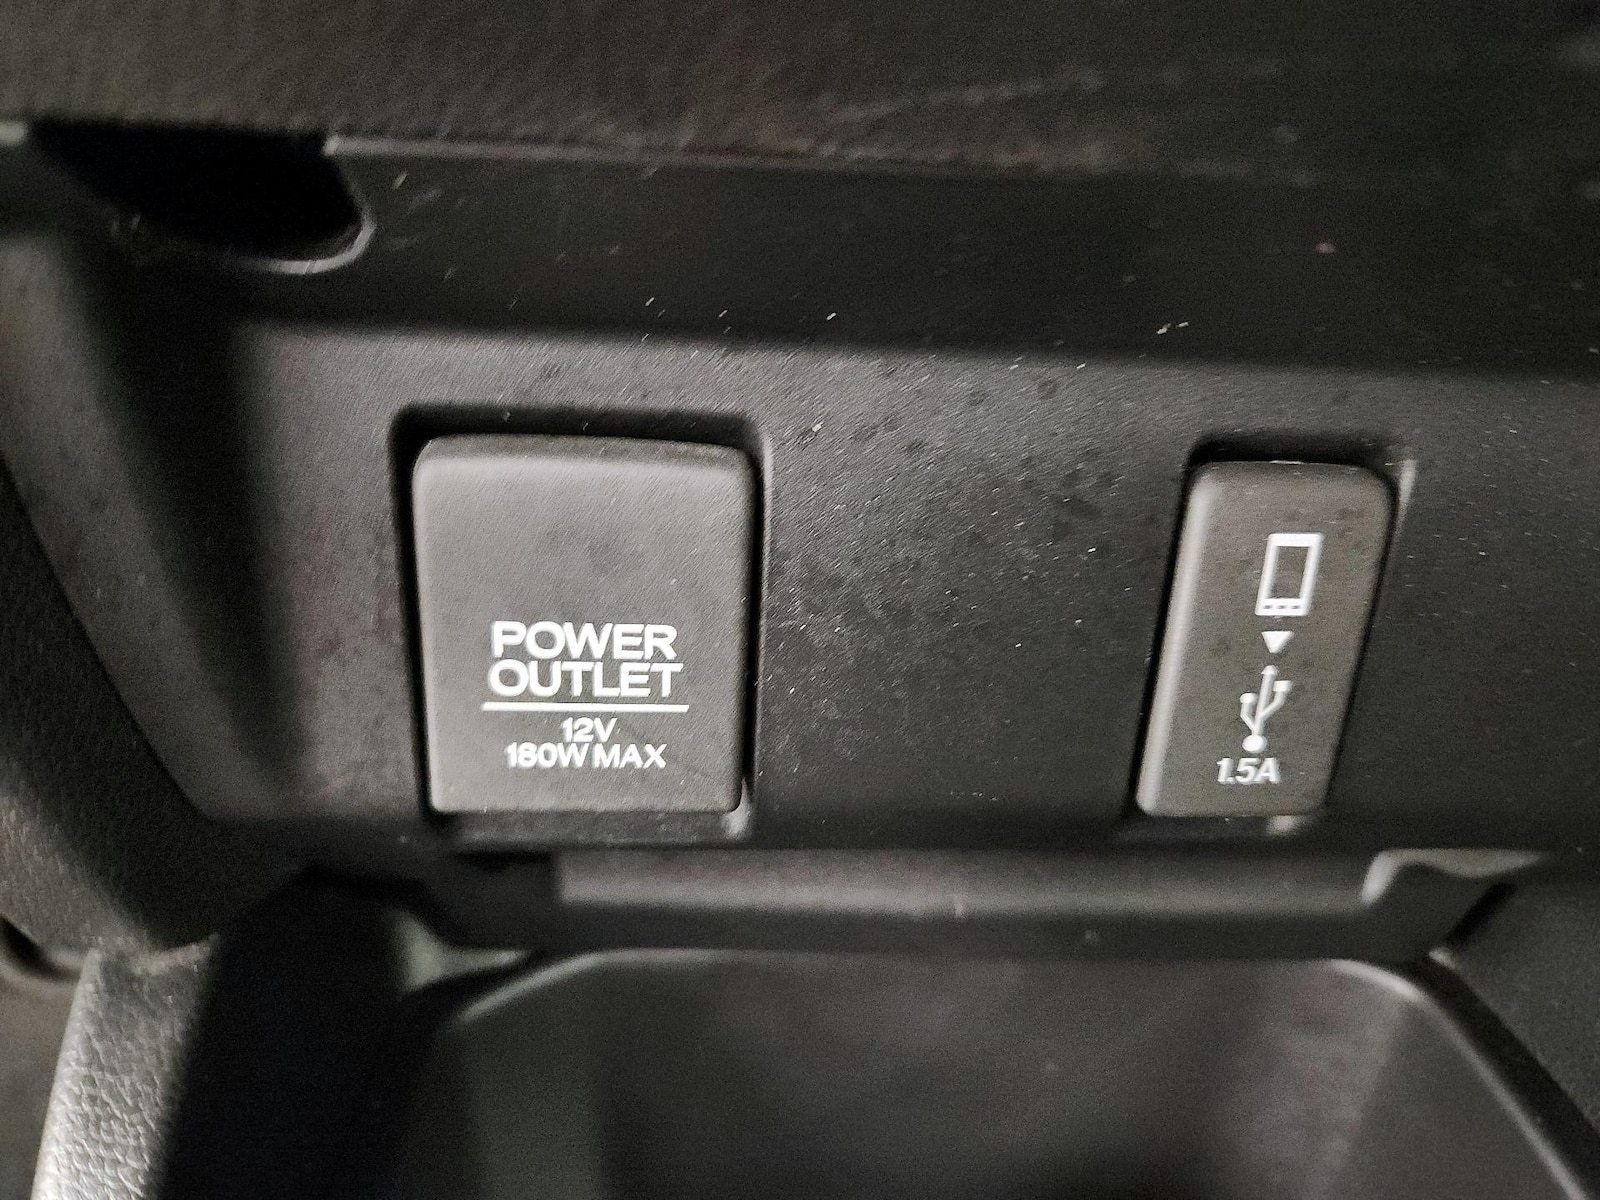 POWER
OUTLET
12V
180W MAX
1.5A